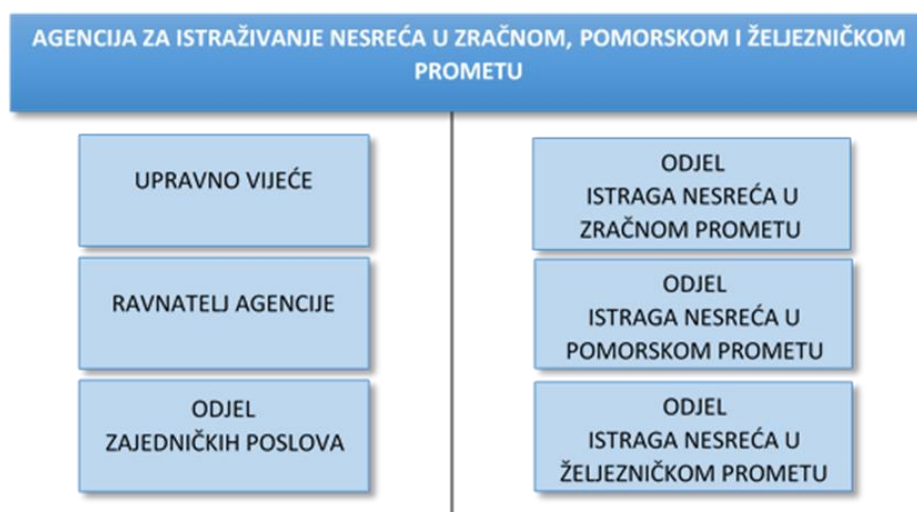 AGENCIJA ZA ISTRAŽIVANJE NESREĆA U ZRAČNOM, POMORSKOM I ŽELJEZNIČKOM
PROMETU
UPRAVNO VIJEĆE
RAVNATELJ AGENCIJE
ODJEL
ZAJEDNIČKIH POSLOVA
ODJEL
ISTRAGA NESREĆA U
ZRAČNOM PROMETU
ODJEL
ISTRAGA NESREĆA U
POMORSKOM PROMETU
ODJEL
ISTRAGA NESREĆA U
ŽELJEZNIČKOM PROMETU